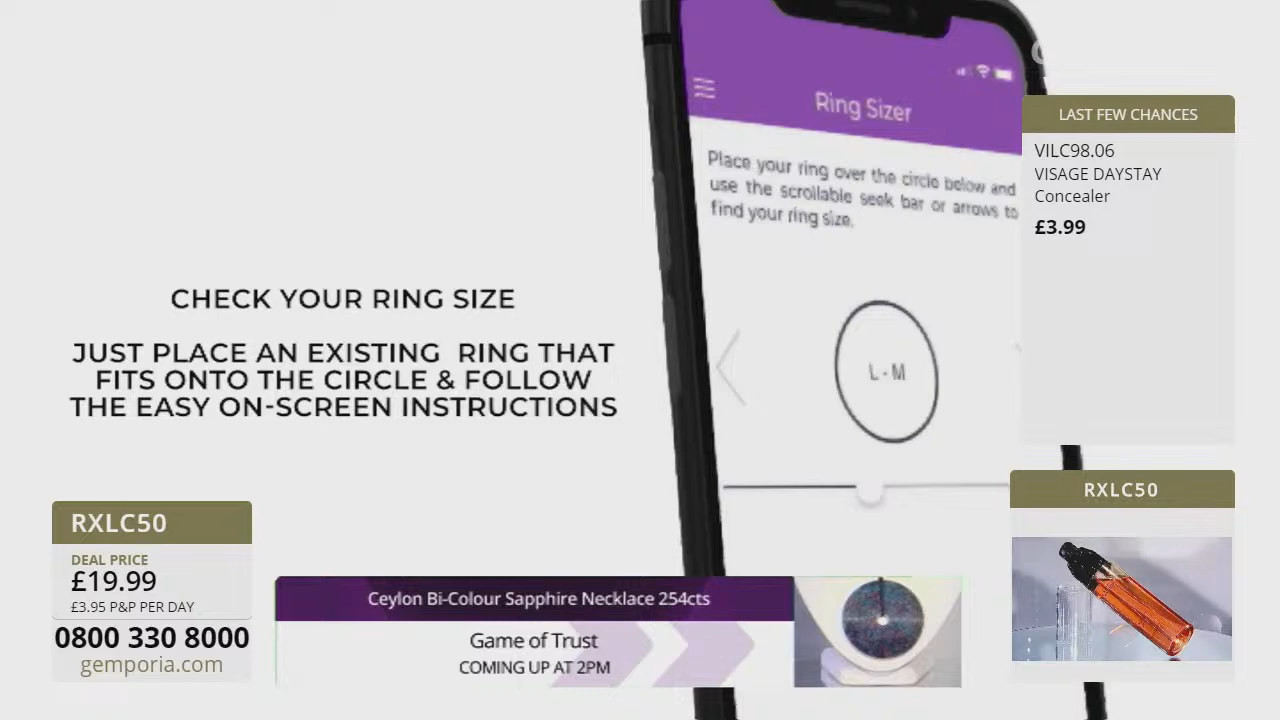 Ring Sizer
Place your ring over the circle below and
use the scrollable seek bar or arrows to
find your ring size.
L - M
CHECK YOUR RING SIZE
JUST PLACE AN EXISTING RING THAT
FITS ONTO THE CIRCLE & FOLLOW
THE EASY ON-SCREEN INSTRUCTIONS
LAST FEW CHANCES
VILC98.06
VISAGE DAYSTAY
Concealer
£3.99
RXLC50
DEAL PRICE
£19.99
£3.95 P&P PER DAY
0800 330 8000
gemporia.com
Ceylon Bi-Colour Sapphire Necklace 254cts
Game of Trust
COMING UP AT 2PM
RXLC50